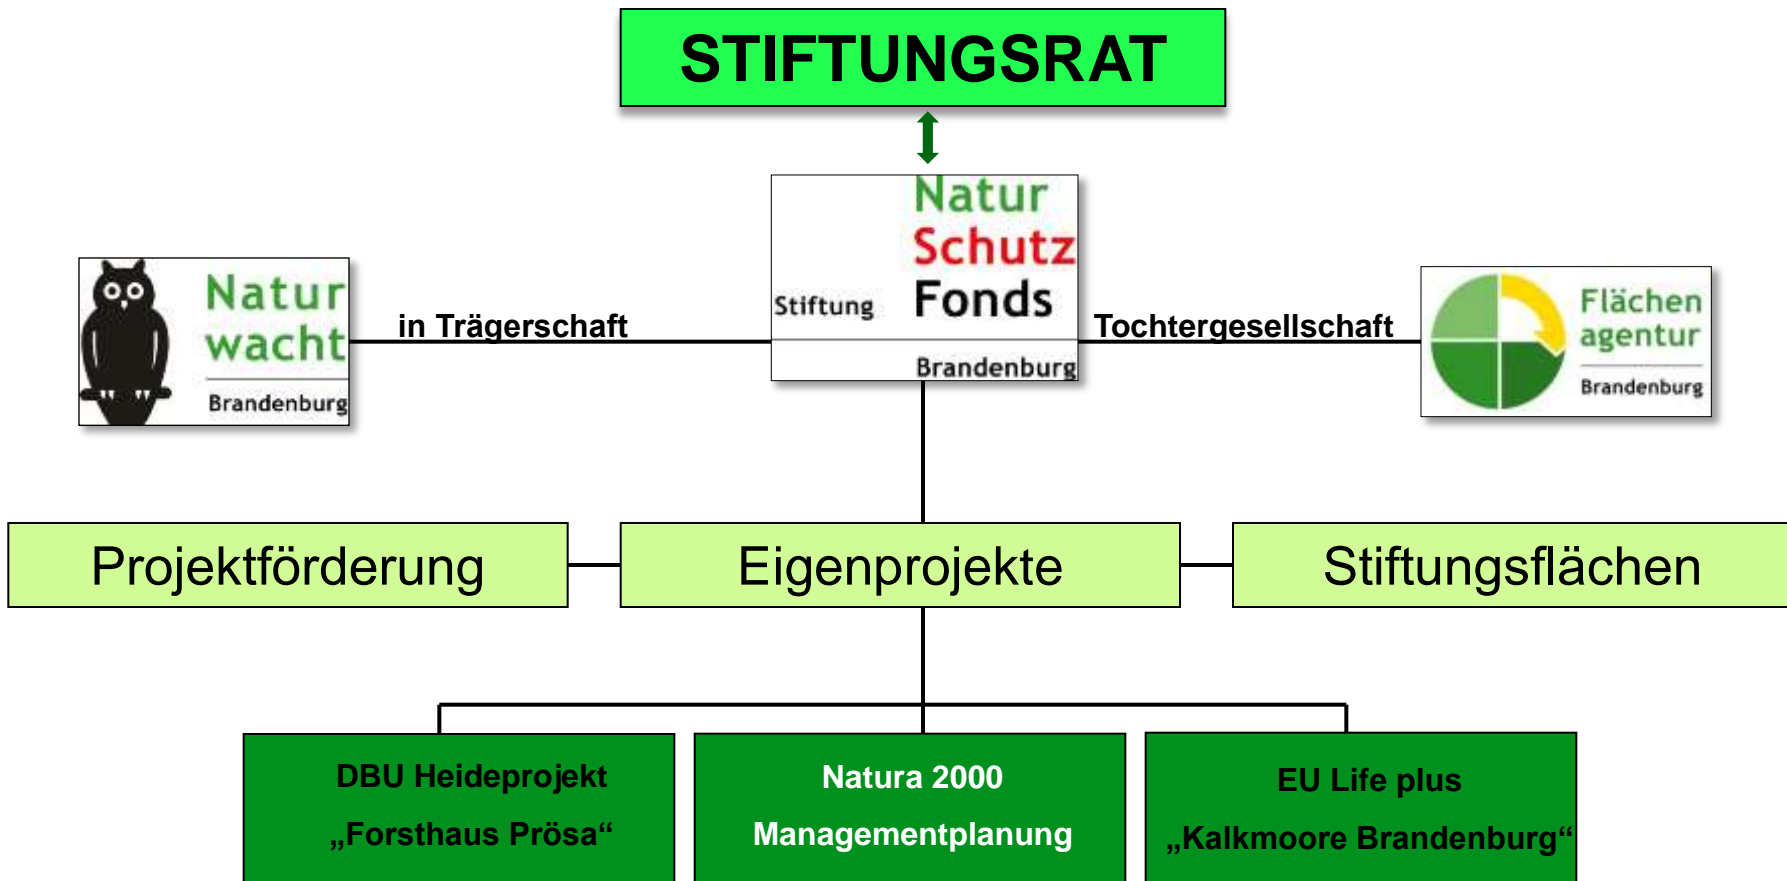 STIFTUNGSRAT
Natur
Schutz
Stiftung Fonds
Brandenburg
Natur
wacht
Brandenburg
in Trägerschaft
Tochtergesellschaft
Flächen
agentur
Brandenburg
Projektförderung
Eigenprojekte
Stiftungsflächen
DBU Heideprojekt
„Forsthaus Prösa“
Natura 2000
Managementplanung
EU Life plus
„Kalkmoore Brandenburg“